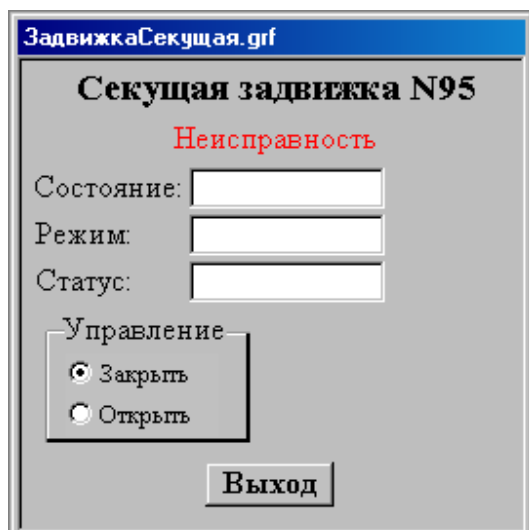 ЗадвижкаСекущая.grf
Секущая задвижка N95
Неисправность
Состояние:
Режим:
Статус:
Управление
Закрыть
Открыть
Выход